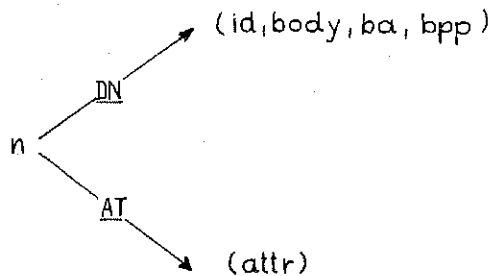 (id, body, ba, bpp)
DN
n
AT
(attr)